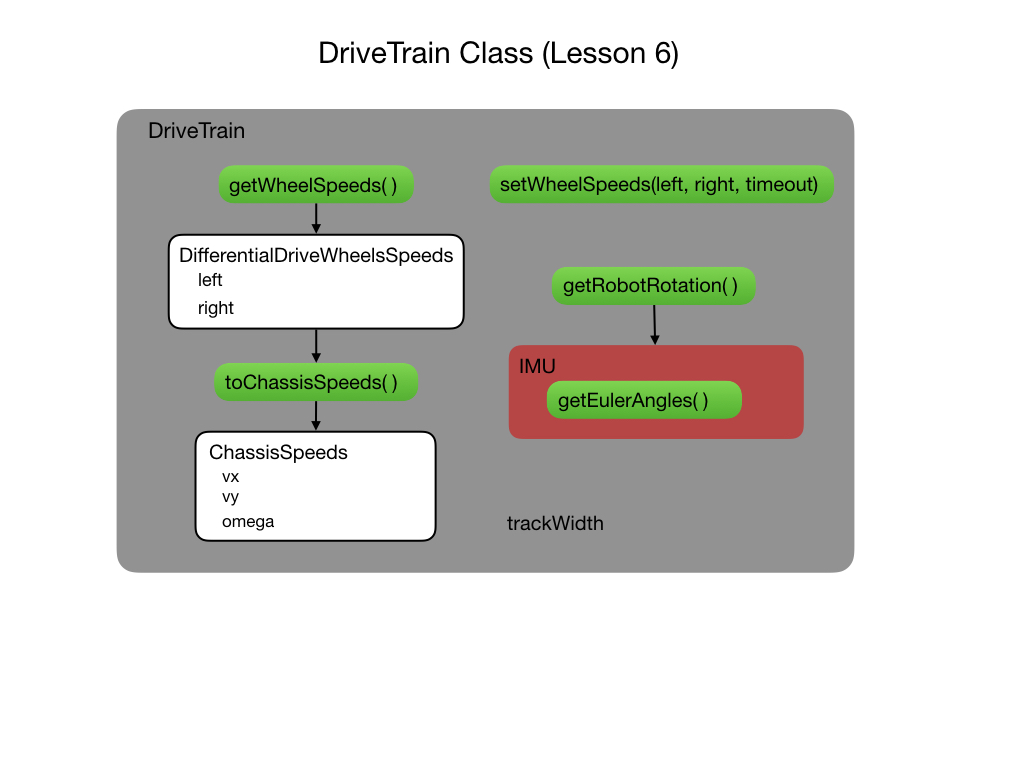 DriveTrain Class (Lesson 6)
DriveTrain
getWheelSpeeds( )
setWheelSpeeds(left, right, timeout)
DifferentialDriveWheelsSpeeds
left
right
getRobotRotation( )
toChassisSpeeds( )
IMU
getEulerAngles( )
ChassisSpeeds
vx
vy
omega
trackWidth